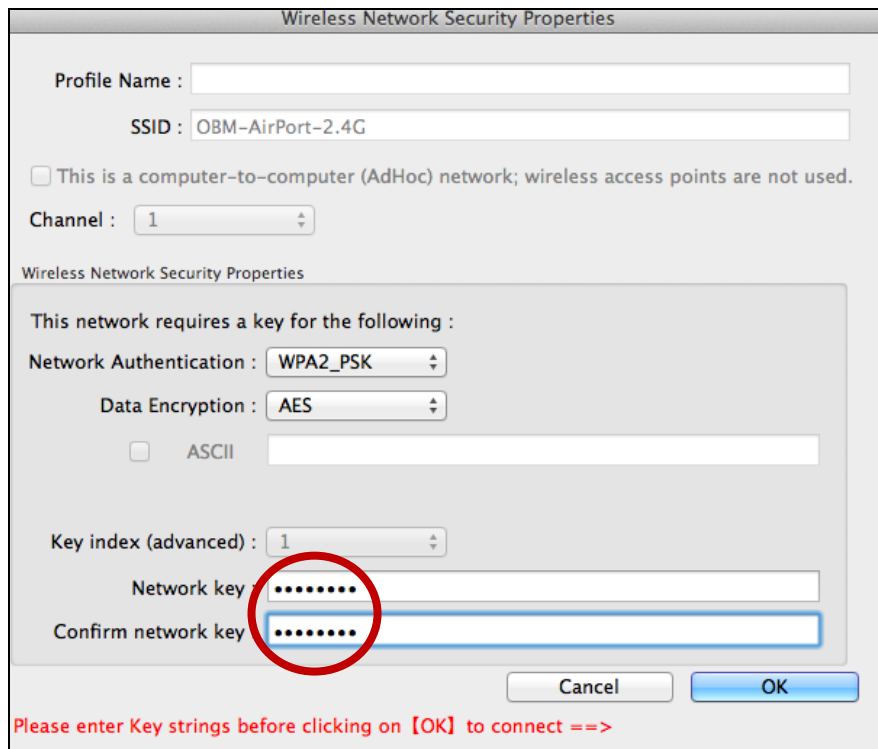 Wireless Network Security Properties
Profile Name :
SSID : OBM-AirPort-2.4G
This is a computer-to-computer (AdHoc) network; wireless access points are not used.
Channel : 1
Wireless Network Security Properties
This network requires a key for the following :
Network Authentication : WPA2_PSK
Data Encryption : AES
ASCII
Key index (advanced) : 1
Network key : ••••••••
Confirm network key ••••••••
Cancel OK
Please enter Key strings before clicking on【OK】to connect ==>